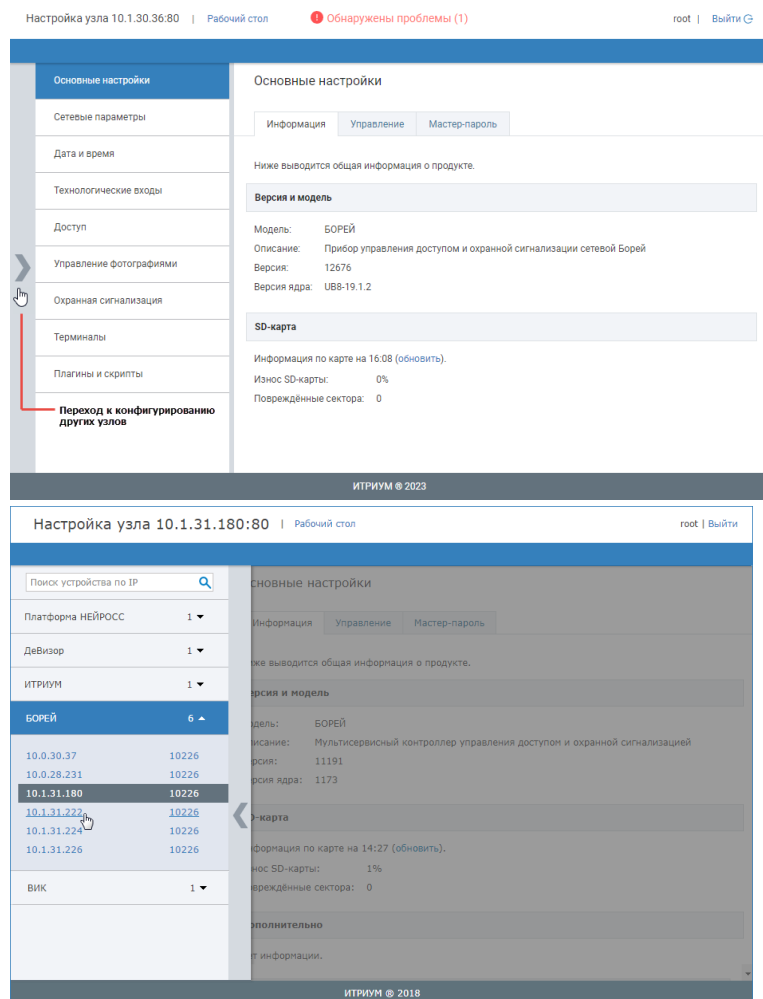 Настройка узла 10.1.30.36:80 | Рабочий стол Обнаружены проблемы (1) root | Выйти
Основные настройки
Сетевые параметры
Дата и время
Технологические входы
Доступ
Управление фотографиями
Охранная сигнализация
Терминалы
Плагины и скрипты
Переход к конфигурированию
других узлов
Основные настройки
Информация Управление Мастер-пароль
Ниже выводится общая информация о продукте.
Версия и модель
Модель: БОРЕЙ
Описание: Прибор управления доступом и охранной сигнализации сетевой Борей
Версия: 12676
Версия ядра: UB8-19.1.2
SD-карта
Информация по карте на 16:08 (обновить).
Износ SD-карты: 0%
Повреждённые сектора: 0
ИТРИУМ ® 2023
Настройка узла 10.1.31.180:80 | Рабочий стол root | Выйти
Поиск устройства по IP
Платформа НЕЙРОСС 1
ДеВизор 1
ИТРИУМ 1
БОРЕЙ 6
10.0.30.37 10226
10.0.28.231 10226
10.1.31.180 10226
10.1.31.222 10226
10.1.31.224 10226
10.1.31.226 10226
ВИК 1
сновные настройки
Информация Управление Мастер-пароль
же выводится общая информация о продукте.
ерсия и модель
одель: БОРЕЙ
писание: Мультисервисный контроллер управления доступом и охранной сигнализацией
рсия: 11191
рсия ядра: 1173
D-карта
формация по карте на 14:27 (обновить).
нос SD-карты: 1%
вреждённые сектора: 0
ополнительно
т информации.
ИТРИУМ ® 2018